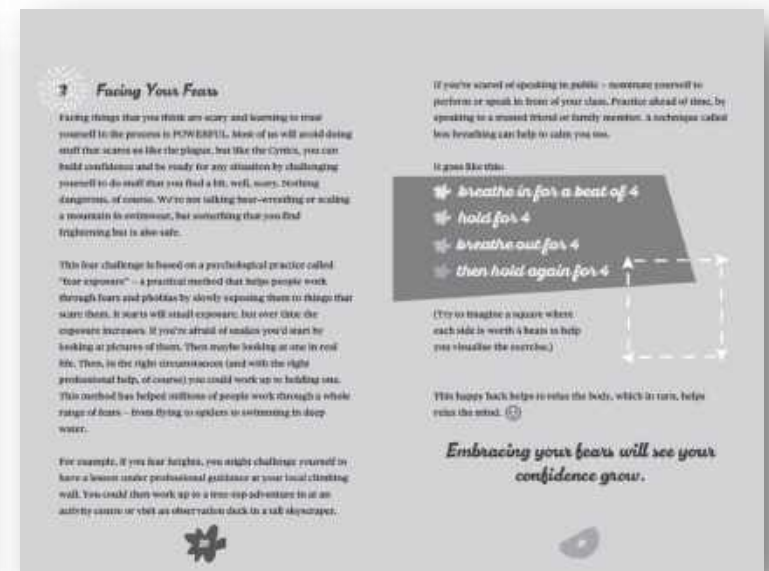 3 Facing Your Fears
Facing things that you think are scary and learning to trust
yourself in the process is POWERFUL. Most of us will avoid doing
stuff that scares us like the plague, but like the Cynics, you can
build confidence and be ready for any situation by challenging
yourself to do stuff that you find a bit, well, scary. Nothing
dangerous, of course. We're not talking bear-wrestling or scaling
a mountain in swimwear, but something that you find
frightening but is also safe.
This fear challenge is based on a psychological practice called
"fear exposure" – a practical method that helps people work
through fears and phobias by slowly exposing them to things that
scare them. It starts will small exposure, but over time the
exposure increases. If you're afraid of snakes you'd start by
looking at pictures of them. Then maybe looking at one in real
life. Then, in the right circumstances (and with the right
professional help, of course) you could work up to holding one.
This method has helped millions of people work through a whole
range of fears – from flying to spiders to swimming in deep
water.
For example, if you fear heights, you might challenge yourself to
have a lesson under professional guidance at your local climbing
wall. You could then work up to a tree-top adventure in at an
activity centre or visit an observation deck in a tall skyscraper.
If you're scared of speaking in public – nominate yourself to
perform or speak in front of your class. Practice ahead of time, by
speaking to a trusted friend or family member. A technique called
box breathing can help to calm you too.
It goes like this:
breathe in for a beat of 4
hold for 4
breathe out for 4
then hold again for 4
(Try to imagine a square where
each side is worth 4 beats to help
you visualise the exercise.)
This happy hack helps to relax the body, which in turn, helps
relax the mind.
Embracing your fears will see your
confidence grow.